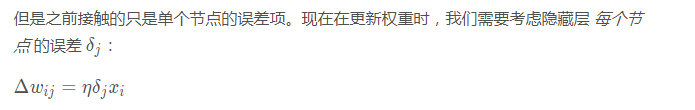 但是之前接触的只是单个节点的误差项。现在在更新权重时，我们需要考虑隐藏层 每个节
点 的误差 δⱼ：
Δwᵢⱼ = ηδⱼxᵢ